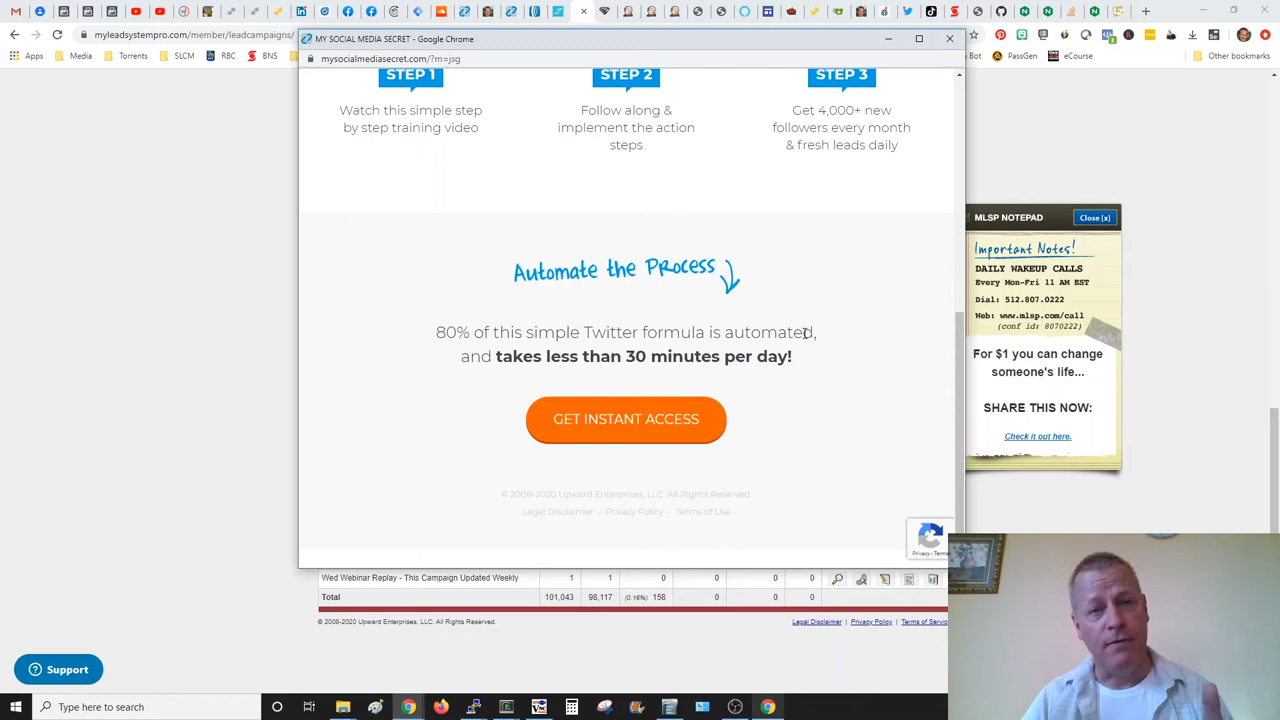 myleadsystempro.com/member/leadcampaigns/
Apps
Media
Torrents
SLCM
RBC
BNS
Bot
PassGen
eCourse
Other bookmarks
MY SOCIAL MEDIA SECRET - Google Chrome
mysocialmediasecret.com/?m=jsg
STEP 1
Watch this simple step
by step training video
STEP 2
Follow along &
implement the action
steps
STEP 3
Get 4,000+ new
followers every month
& fresh leads daily
Automate the Process
80% of this simple Twitter formula is automated,
and takes less than 30 minutes per day!
GET INSTANT ACCESS
© 2008-2020 Upward Enterprises, LLC. All Rights Reserved.
Legal Disclaimer - Privacy Policy - Terms of Use
Privacy - Terms
MLSP NOTEPAD
Close [x]
Important Notes!
DAILY WAKEUP CALLS
Every Mon-Fri 11 AM EST
Dial: 512.807.0222
Web: www.mlsp.com/call
(conf id: 8070222)
For $1 you can change
someone's life...
SHARE THIS NOW:
Check it out here.
Wed Webinar Replay - This Campaign Updated Weekly 1 1 0 0 0 0
Total 101,043 98,117 (0.16%) 158 0 0 0
© 2008-2020 Upward Enterprises, LLC. All Rights Reserved.
Legal Disclaimer | Privacy Policy | Terms of Servic
Support
Type here to search